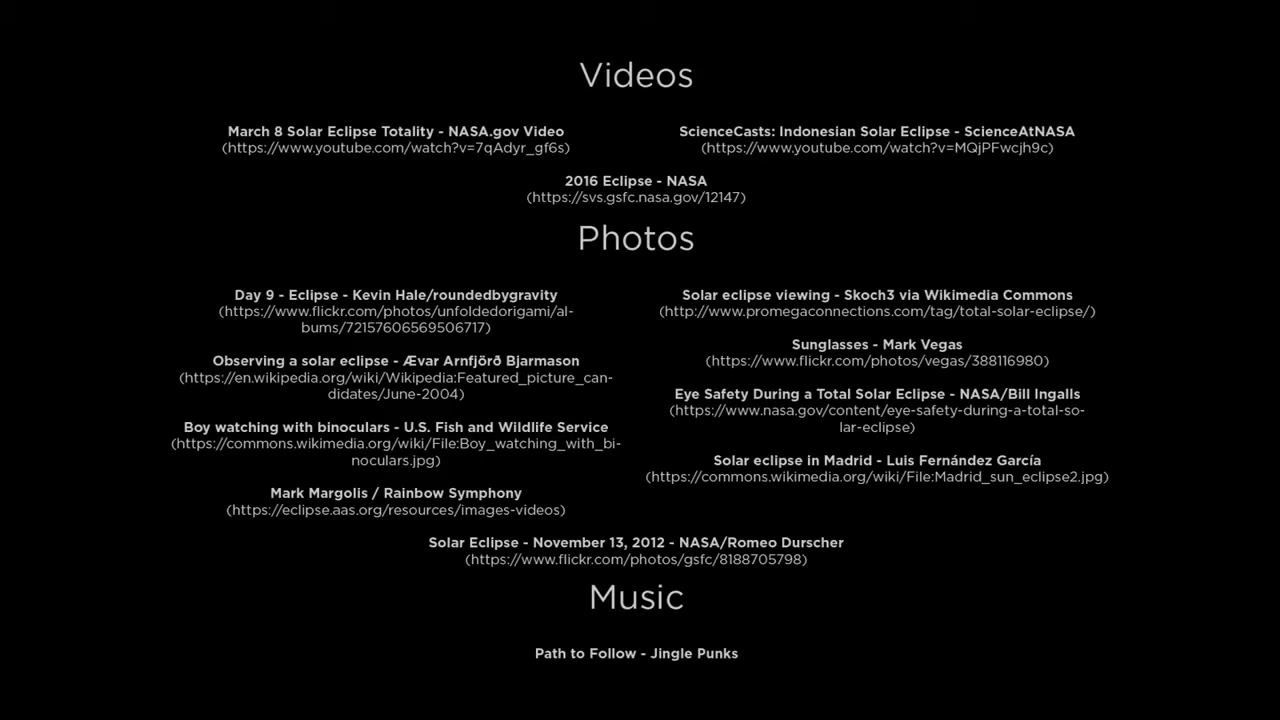 Videos
March 8 Solar Eclipse Totality - NASA.gov Video
(https://www.youtube.com/watch?v=7qAdyr_gf6s)
ScienceCasts: Indonesian Solar Eclipse - ScienceAtNASA
(https://www.youtube.com/watch?v=MQjPFwcjh9c)
2016 Eclipse - NASA
(https://svs.gsfc.nasa.gov/12147)
Photos
Day 9 - Eclipse - Kevin Hale/roundedbygravity
(https://www.flickr.com/photos/unfoldedorigami/al-
bums/72157606569506717)
Observing a solar eclipse - Ævar Arnfjörð Bjarmason
(https://en.wikipedia.org/wiki/Wikipedia:Featured_picture_can-
didates/June-2004)
Boy watching with binoculars - U.S. Fish and Wildlife Service
(https://commons.wikimedia.org/wiki/File:Boy_watching_with_bi-
noculars.jpg)
Mark Margolis / Rainbow Symphony
(https://eclipse.aas.org/resources/images-videos)
Solar eclipse viewing - Skoch3 via Wikimedia Commons
(http://www.promegaconnections.com/tag/total-solar-eclipse/)
Sunglasses - Mark Vegas
(https://www.flickr.com/photos/vegas/388116980)
Eye Safety During a Total Solar Eclipse - NASA/Bill Ingalls
(https://www.nasa.gov/content/eye-safety-during-a-total-so-
lar-eclipse)
Solar eclipse in Madrid - Luis Fernández García
(https://commons.wikimedia.org/wiki/File:Madrid_sun_eclipse2.jpg)
Solar Eclipse - November 13, 2012 - NASA/Romeo Durscher
(https://www.flickr.com/photos/gsfc/8188705798)
Music
Path to Follow - Jingle Punks